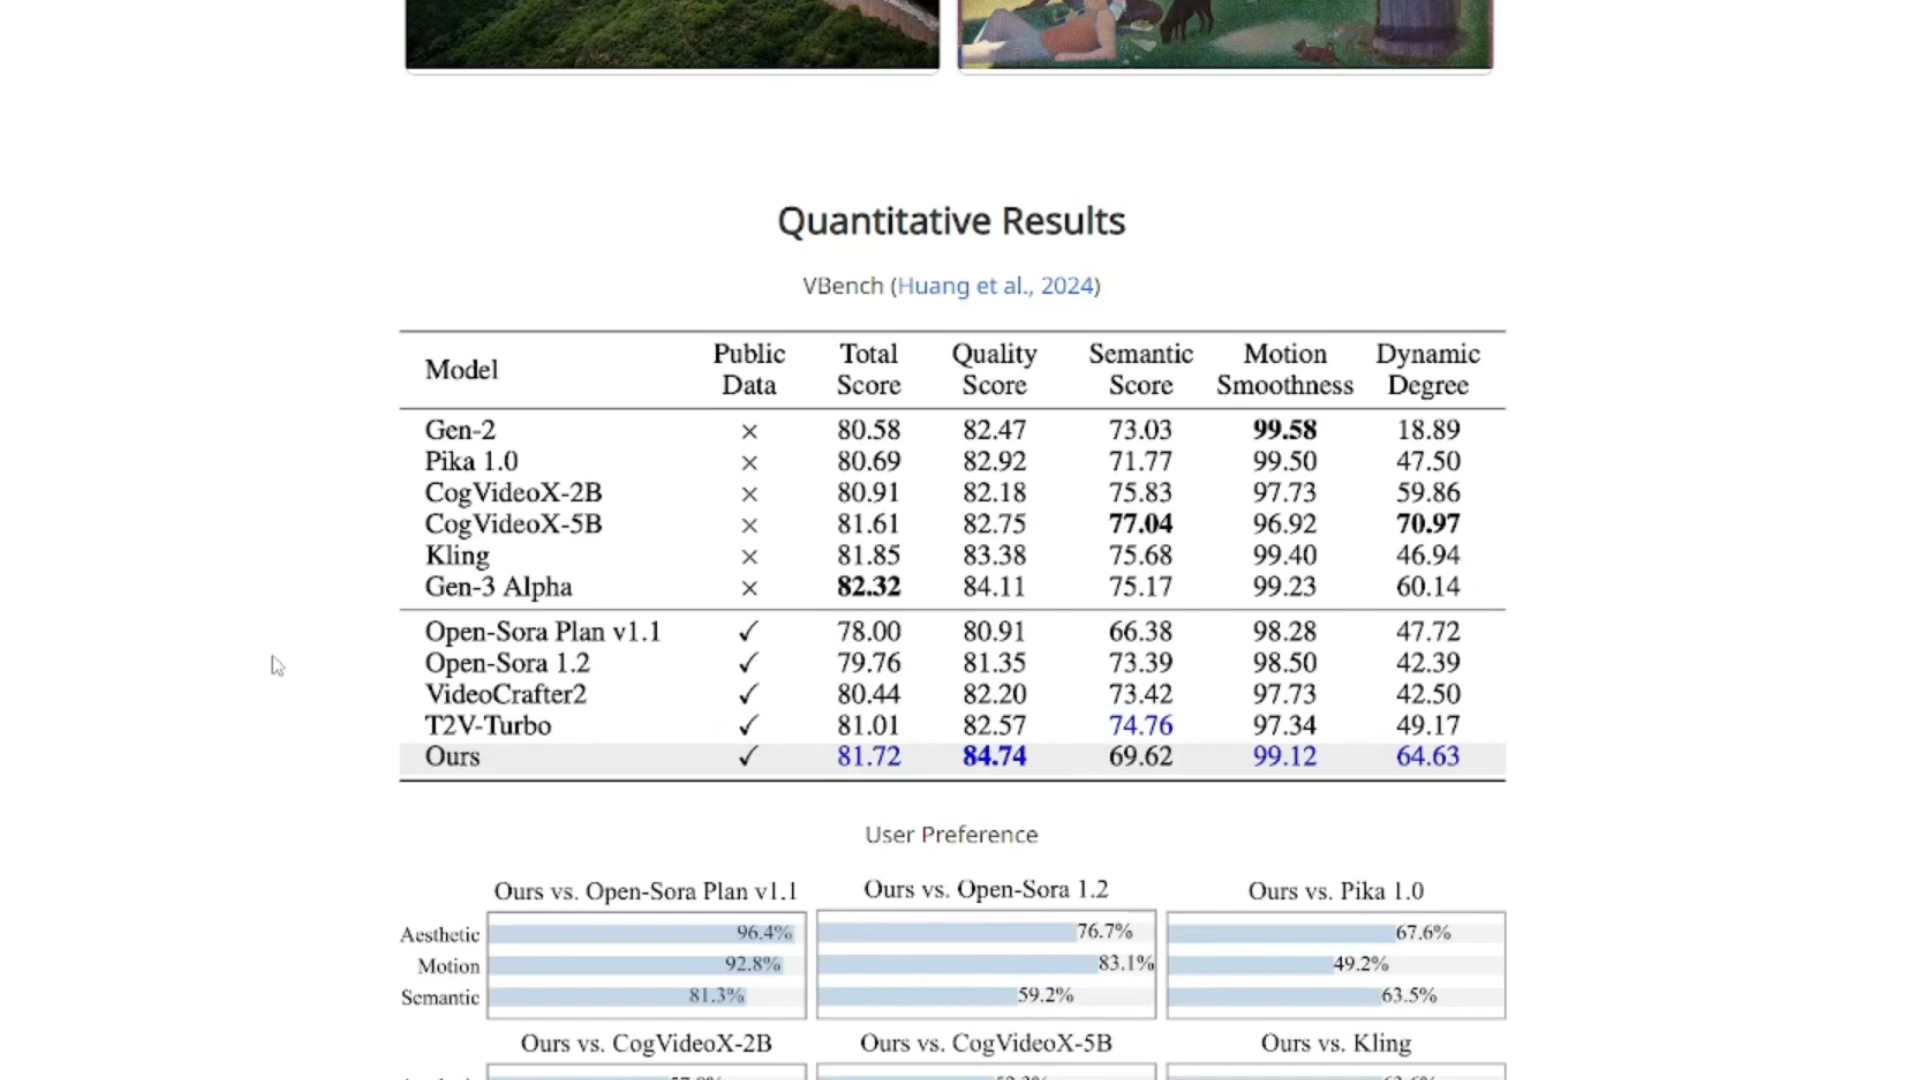 Quantitative Results
VBench (Huang et al., 2024)
Model Public Data Total Score Quality Score Semantic Score Motion Smoothness Dynamic Degree
Gen-2 × 80.58 82.47 73.03 99.58 18.89
Pika 1.0 × 80.69 82.92 71.77 99.50 47.50
CogVideoX-2B × 80.91 82.18 75.83 97.73 59.86
CogVideoX-5B × 81.61 82.75 77.04 96.92 70.97
Kling × 81.85 83.38 75.68 99.40 46.94
Gen-3 Alpha × 82.32 84.11 75.17 99.23 60.14
Open-Sora Plan v1.1 ✓ 78.00 80.91 66.38 98.28 47.72
Open-Sora 1.2 ✓ 79.76 81.35 73.39 98.50 42.39
VideoCrafter2 ✓ 80.44 82.20 73.42 97.73 42.50
T2V-Turbo ✓ 81.01 82.57 74.76 97.34 49.17
Ours ✓ 81.72 84.74 69.62 99.12 64.63
User Preference
Ours vs. Open-Sora Plan v1.1 Ours vs. Open-Sora 1.2 Ours vs. Pika 1.0
Aesthetic 96.4% 76.7% 67.6%
Motion 92.8% 83.1% 49.2%
Semantic 81.3% 59.2% 63.5%
Ours vs. CogVideoX-2B Ours vs. CogVideoX-5B Ours vs. Kling